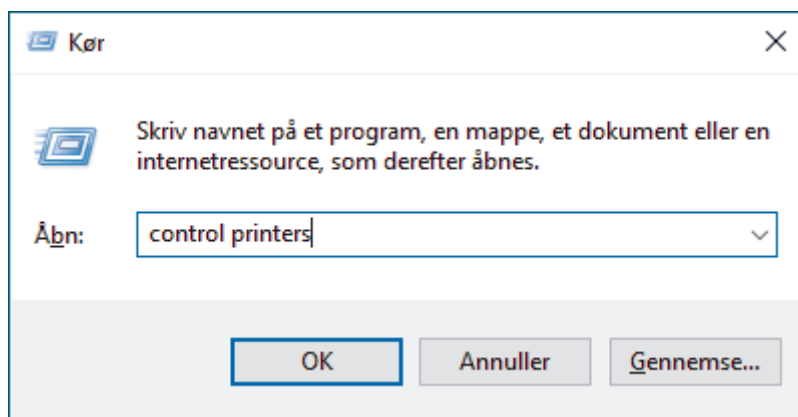 Kør
Skriv navnet på et program, en mappe, et dokument eller en
internetressource, som derefter åbnes.
Åbn: control printers
OK Annuller Gennemse...